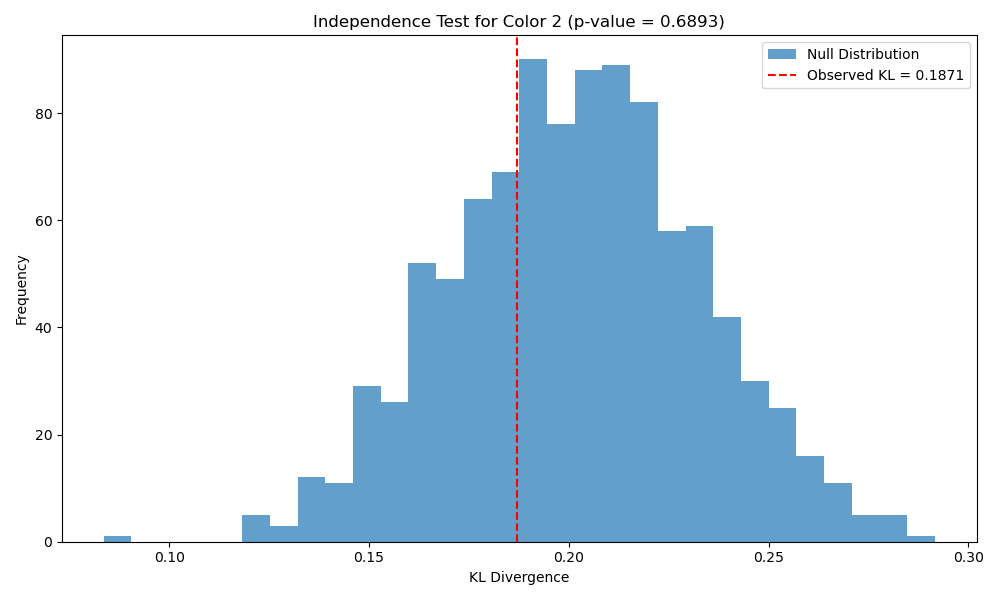 Independence Test for Color 2 (p-value = 0.6893)
Null Distribution
Observed KL = 0.1871
Frequency
80
60
40
20
0
0.10 0.15 0.20 0.25 0.30
KL Divergence